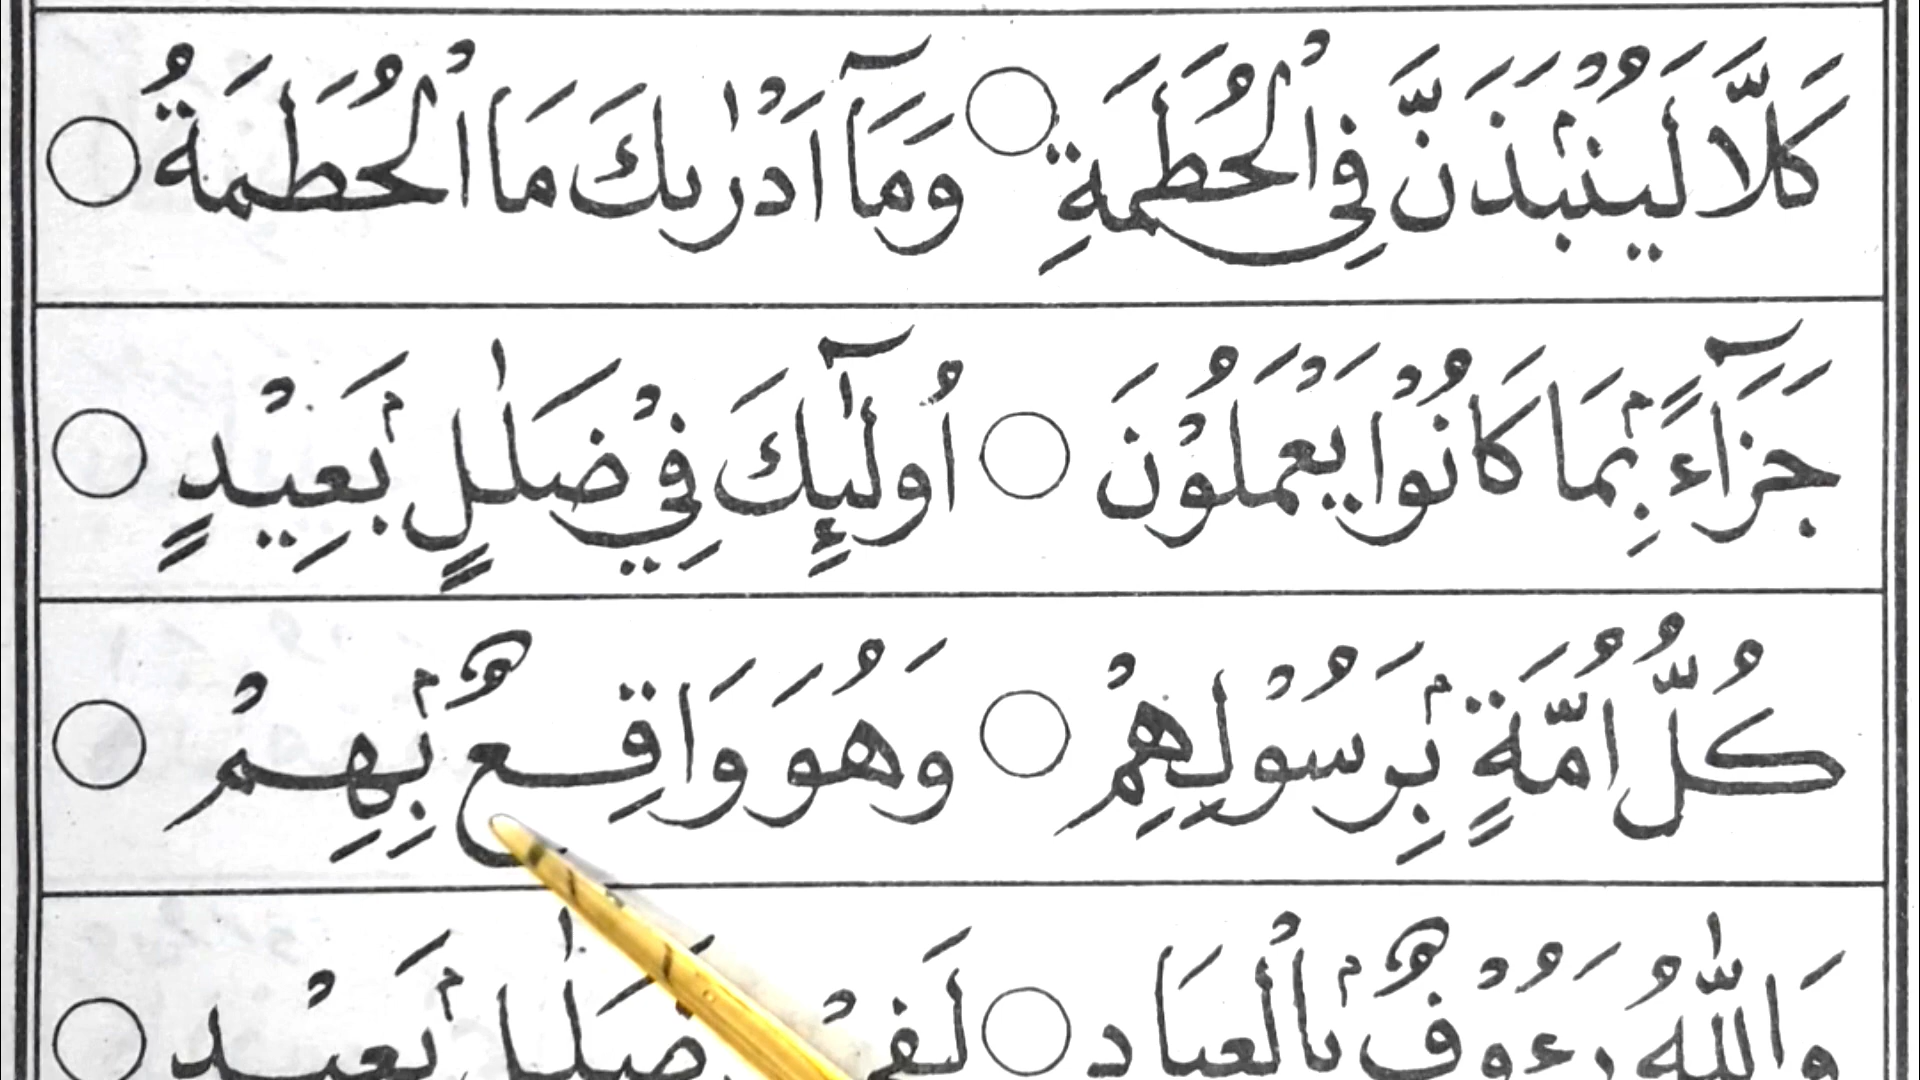 كَلَّا لَيُنْۢبَذَنَّ فِي الْحُطَمَةِ ○ وَمَآ اَدْرٰىكَ مَا الْحُطَمَةُ ○
جَزَآءًۢ بِمَا كَانُوْا يَعْمَلُوْنَ ○ اُولٰٓئِكَ فِيْ ضَلٰلٍۢ بَعِيْدٍ ○
كُلُّ اُمَّةٍۢ بِرَسُوْلِهِمْ ○ وَهُوَ وَاقِعٌۢ بِهِمْ ○
وَاللّٰهُ رَءُوْفٌۢ بِالْعِبَادِ ○ لَفِيْ ضَلٰلٍۢ بَعِيْدٍ ○